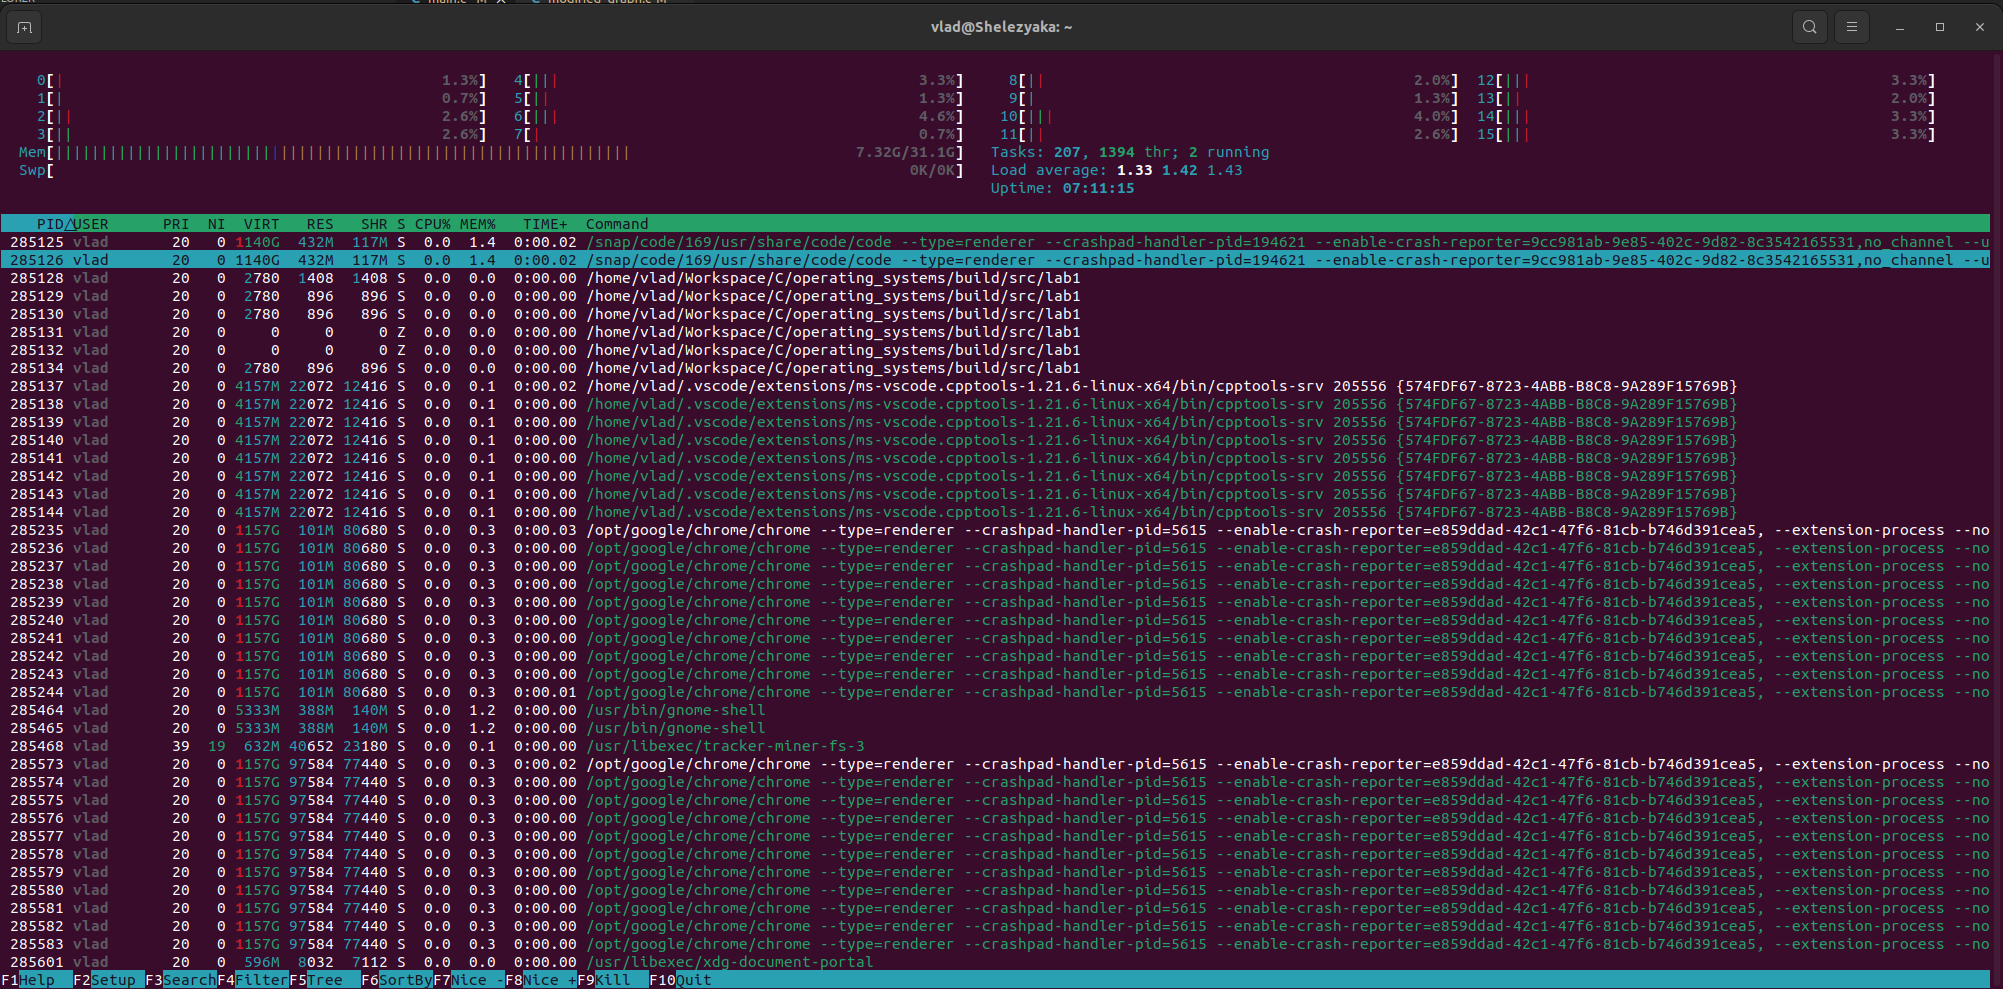 vlad@Shelezyaka: ~
0[| 1.3%] 4[||| 3.3%] 8[|| 2.0%] 12[||| 3.3%]
1[| 0.7%] 5[|| 1.3%] 9[| 1.3%] 13[|| 2.0%]
2[|| 2.6%] 6[||| 4.6%] 10[||| 4.0%] 14[||| 3.3%]
3[|| 2.6%] 7[| 0.7%] 11[|| 2.6%] 15[||| 3.3%]
Mem[|||||||||||||||||||||||||||||||||||||||||||||||||||||||||||||||| 7.32G/31.1G] Tasks: 207, 1394 thr; 2 running
Swp[ 0K/0K] Load average: 1.33 1.42 1.43
Uptime: 07:11:15
PID△USER PRI NI VIRT RES SHR S CPU% MEM% TIME+ Command
285125 vlad 20 0 1140G 432M 117M S 0.0 1.4 0:00.02 /snap/code/169/usr/share/code/code --type=renderer --crashpad-handler-pid=194621 --enable-crash-reporter=9cc981ab-9e85-402c-9d82-8c3542165531,no_channel --u
285126 vlad 20 0 1140G 432M 117M S 0.0 1.4 0:00.02 /snap/code/169/usr/share/code/code --type=renderer --crashpad-handler-pid=194621 --enable-crash-reporter=9cc981ab-9e85-402c-9d82-8c3542165531,no_channel --u
285128 vlad 20 0 2780 1408 1408 S 0.0 0.0 0:00.00 /home/vlad/Workspace/C/operating_systems/build/src/lab1
285129 vlad 20 0 2780 896 896 S 0.0 0.0 0:00.00 /home/vlad/Workspace/C/operating_systems/build/src/lab1
285130 vlad 20 0 2780 896 896 S 0.0 0.0 0:00.00 /home/vlad/Workspace/C/operating_systems/build/src/lab1
285131 vlad 20 0 0 0 0 Z 0.0 0.0 0:00.00 /home/vlad/Workspace/C/operating_systems/build/src/lab1
285132 vlad 20 0 0 0 0 Z 0.0 0.0 0:00.00 /home/vlad/Workspace/C/operating_systems/build/src/lab1
285134 vlad 20 0 2780 896 896 S 0.0 0.0 0:00.00 /home/vlad/Workspace/C/operating_systems/build/src/lab1
285137 vlad 20 0 4157M 22072 12416 S 0.0 0.1 0:00.02 /home/vlad/.vscode/extensions/ms-vscode.cpptools-1.21.6-linux-x64/bin/cpptools-srv 205556 {574FDF67-8723-4ABB-B8C8-9A289F15769B}
285138 vlad 20 0 4157M 22072 12416 S 0.0 0.1 0:00.00 /home/vlad/.vscode/extensions/ms-vscode.cpptools-1.21.6-linux-x64/bin/cpptools-srv 205556 {574FDF67-8723-4ABB-B8C8-9A289F15769B}
285139 vlad 20 0 4157M 22072 12416 S 0.0 0.1 0:00.00 /home/vlad/.vscode/extensions/ms-vscode.cpptools-1.21.6-linux-x64/bin/cpptools-srv 205556 {574FDF67-8723-4ABB-B8C8-9A289F15769B}
285140 vlad 20 0 4157M 22072 12416 S 0.0 0.1 0:00.00 /home/vlad/.vscode/extensions/ms-vscode.cpptools-1.21.6-linux-x64/bin/cpptools-srv 205556 {574FDF67-8723-4ABB-B8C8-9A289F15769B}
285141 vlad 20 0 4157M 22072 12416 S 0.0 0.1 0:00.00 /home/vlad/.vscode/extensions/ms-vscode.cpptools-1.21.6-linux-x64/bin/cpptools-srv 205556 {574FDF67-8723-4ABB-B8C8-9A289F15769B}
285142 vlad 20 0 4157M 22072 12416 S 0.0 0.1 0:00.00 /home/vlad/.vscode/extensions/ms-vscode.cpptools-1.21.6-linux-x64/bin/cpptools-srv 205556 {574FDF67-8723-4ABB-B8C8-9A289F15769B}
285143 vlad 20 0 4157M 22072 12416 S 0.0 0.1 0:00.00 /home/vlad/.vscode/extensions/ms-vscode.cpptools-1.21.6-linux-x64/bin/cpptools-srv 205556 {574FDF67-8723-4ABB-B8C8-9A289F15769B}
285144 vlad 20 0 4157M 22072 12416 S 0.0 0.1 0:00.00 /home/vlad/.vscode/extensions/ms-vscode.cpptools-1.21.6-linux-x64/bin/cpptools-srv 205556 {574FDF67-8723-4ABB-B8C8-9A289F15769B}
285235 vlad 20 0 1157G 101M 80680 S 0.0 0.3 0:00.03 /opt/google/chrome/chrome --type=renderer --crashpad-handler-pid=5615 --enable-crash-reporter=e859ddad-42c1-47f6-81cb-b746d391cea5, --extension-process --no
285236 vlad 20 0 1157G 101M 80680 S 0.0 0.3 0:00.00 /opt/google/chrome/chrome --type=renderer --crashpad-handler-pid=5615 --enable-crash-reporter=e859ddad-42c1-47f6-81cb-b746d391cea5, --extension-process --no
285237 vlad 20 0 1157G 101M 80680 S 0.0 0.3 0:00.00 /opt/google/chrome/chrome --type=renderer --crashpad-handler-pid=5615 --enable-crash-reporter=e859ddad-42c1-47f6-81cb-b746d391cea5, --extension-process --no
285238 vlad 20 0 1157G 101M 80680 S 0.0 0.3 0:00.00 /opt/google/chrome/chrome --type=renderer --crashpad-handler-pid=5615 --enable-crash-reporter=e859ddad-42c1-47f6-81cb-b746d391cea5, --extension-process --no
285239 vlad 20 0 1157G 101M 80680 S 0.0 0.3 0:00.00 /opt/google/chrome/chrome --type=renderer --crashpad-handler-pid=5615 --enable-crash-reporter=e859ddad-42c1-47f6-81cb-b746d391cea5, --extension-process --no
285240 vlad 20 0 1157G 101M 80680 S 0.0 0.3 0:00.00 /opt/google/chrome/chrome --type=renderer --crashpad-handler-pid=5615 --enable-crash-reporter=e859ddad-42c1-47f6-81cb-b746d391cea5, --extension-process --no
285241 vlad 20 0 1157G 101M 80680 S 0.0 0.3 0:00.00 /opt/google/chrome/chrome --type=renderer --crashpad-handler-pid=5615 --enable-crash-reporter=e859ddad-42c1-47f6-81cb-b746d391cea5, --extension-process --no
285242 vlad 20 0 1157G 101M 80680 S 0.0 0.3 0:00.00 /opt/google/chrome/chrome --type=renderer --crashpad-handler-pid=5615 --enable-crash-reporter=e859ddad-42c1-47f6-81cb-b746d391cea5, --extension-process --no
285243 vlad 20 0 1157G 101M 80680 S 0.0 0.3 0:00.00 /opt/google/chrome/chrome --type=renderer --crashpad-handler-pid=5615 --enable-crash-reporter=e859ddad-42c1-47f6-81cb-b746d391cea5, --extension-process --no
285244 vlad 20 0 1157G 101M 80680 S 0.0 0.3 0:00.01 /opt/google/chrome/chrome --type=renderer --crashpad-handler-pid=5615 --enable-crash-reporter=e859ddad-42c1-47f6-81cb-b746d391cea5, --extension-process --no
285464 vlad 20 0 5333M 388M 140M S 0.0 1.2 0:00.00 /usr/bin/gnome-shell
285465 vlad 20 0 5333M 388M 140M S 0.0 1.2 0:00.00 /usr/bin/gnome-shell
285468 vlad 39 19 632M 40652 23180 S 0.0 0.1 0:00.00 /usr/libexec/tracker-miner-fs-3
285573 vlad 20 0 1157G 97584 77440 S 0.0 0.3 0:00.02 /opt/google/chrome/chrome --type=renderer --crashpad-handler-pid=5615 --enable-crash-reporter=e859ddad-42c1-47f6-81cb-b746d391cea5, --extension-process --no
285574 vlad 20 0 1157G 97584 77440 S 0.0 0.3 0:00.00 /opt/google/chrome/chrome --type=renderer --crashpad-handler-pid=5615 --enable-crash-reporter=e859ddad-42c1-47f6-81cb-b746d391cea5, --extension-process --no
285575 vlad 20 0 1157G 97584 77440 S 0.0 0.3 0:00.00 /opt/google/chrome/chrome --type=renderer --crashpad-handler-pid=5615 --enable-crash-reporter=e859ddad-42c1-47f6-81cb-b746d391cea5, --extension-process --no
285576 vlad 20 0 1157G 97584 77440 S 0.0 0.3 0:00.00 /opt/google/chrome/chrome --type=renderer --crashpad-handler-pid=5615 --enable-crash-reporter=e859ddad-42c1-47f6-81cb-b746d391cea5, --extension-process --no
285577 vlad 20 0 1157G 97584 77440 S 0.0 0.3 0:00.00 /opt/google/chrome/chrome --type=renderer --crashpad-handler-pid=5615 --enable-crash-reporter=e859ddad-42c1-47f6-81cb-b746d391cea5, --extension-process --no
285578 vlad 20 0 1157G 97584 77440 S 0.0 0.3 0:00.00 /opt/google/chrome/chrome --type=renderer --crashpad-handler-pid=5615 --enable-crash-reporter=e859ddad-42c1-47f6-81cb-b746d391cea5, --extension-process --no
285579 vlad 20 0 1157G 97584 77440 S 0.0 0.3 0:00.00 /opt/google/chrome/chrome --type=renderer --crashpad-handler-pid=5615 --enable-crash-reporter=e859ddad-42c1-47f6-81cb-b746d391cea5, --extension-process --no
285580 vlad 20 0 1157G 97584 77440 S 0.0 0.3 0:00.00 /opt/google/chrome/chrome --type=renderer --crashpad-handler-pid=5615 --enable-crash-reporter=e859ddad-42c1-47f6-81cb-b746d391cea5, --extension-process --no
285581 vlad 20 0 1157G 97584 77440 S 0.0 0.3 0:00.00 /opt/google/chrome/chrome --type=renderer --crashpad-handler-pid=5615 --enable-crash-reporter=e859ddad-42c1-47f6-81cb-b746d391cea5, --extension-process --no
285582 vlad 20 0 1157G 97584 77440 S 0.0 0.3 0:00.00 /opt/google/chrome/chrome --type=renderer --crashpad-handler-pid=5615 --enable-crash-reporter=e859ddad-42c1-47f6-81cb-b746d391cea5, --extension-process --no
285583 vlad 20 0 1157G 97584 77440 S 0.0 0.3 0:00.00 /opt/google/chrome/chrome --type=renderer --crashpad-handler-pid=5615 --enable-crash-reporter=e859ddad-42c1-47f6-81cb-b746d391cea5, --extension-process --no
285601 vlad 20 0 596M 8032 7112 S 0.0 0.0 0:00.00 /usr/libexec/xdg-document-portal
F1Help F2Setup F3SearchF4FilterF5Tree F6SortByF7Nice -F8Nice +F9Kill F10Quit